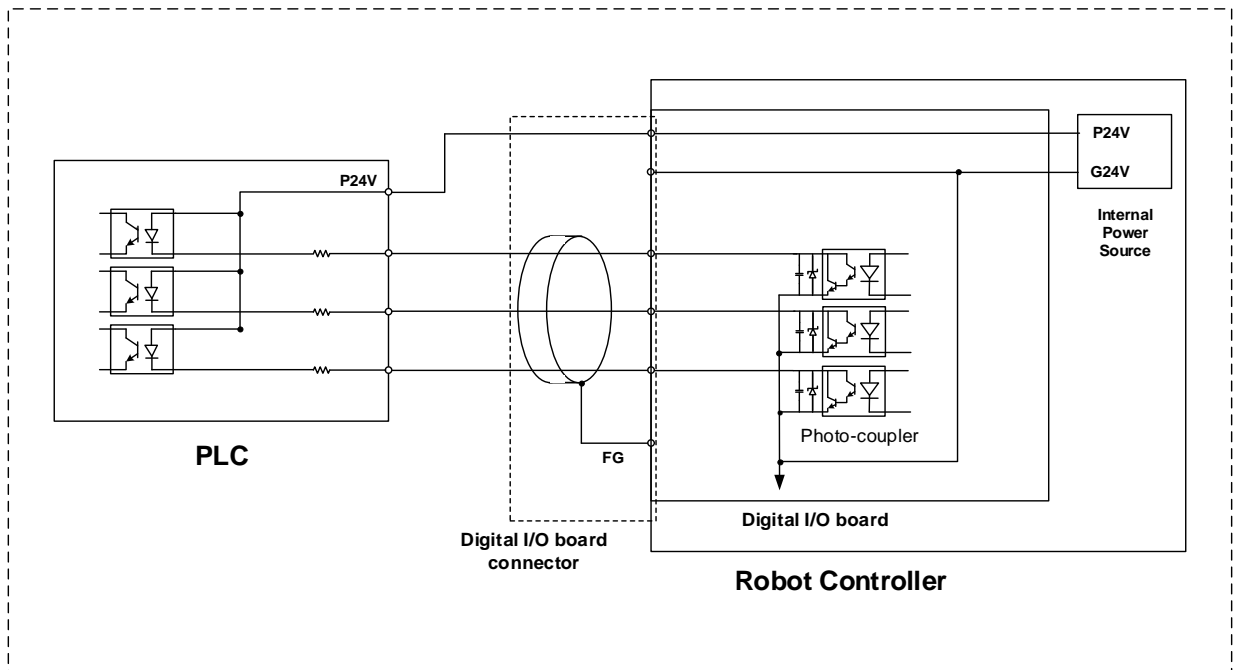 P24V
G24V
Internal
Power
Source
P24V
PLC
Photo-coupler
FG
Digital I/O board
Digital I/O board
connector
Robot Controller